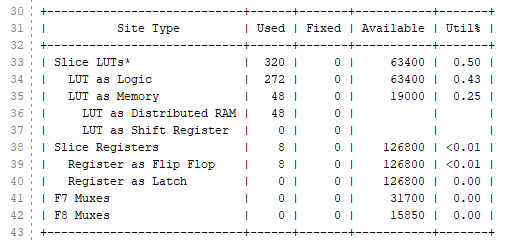 30 +----------------------------+------+-------+-----------+-------+
31 |          Site Type         | Used | Fixed | Available | Util% |
32 +----------------------------+------+-------+-----------+-------+
33 | Slice LUTs*                |  320 |     0 |     63400 |  0.50 |
34 |   LUT as Logic             |  272 |     0 |     63400 |  0.43 |
35 |   LUT as Memory            |   48 |     0 |     19000 |  0.25 |
36 |     LUT as Distributed RAM |   48 |     0 |           |       |
37 |     LUT as Shift Register  |    0 |     0 |           |       |
38 | Slice Registers            |    8 |     0 |    126800 | <0.01 |
39 |   Register as Flip Flop    |    8 |     0 |    126800 | <0.01 |
40 |   Register as Latch        |    0 |     0 |    126800 |  0.00 |
41 | F7 Muxes                   |    0 |     0 |     31700 |  0.00 |
42 | F8 Muxes                   |    0 |     0 |     15850 |  0.00 |
43 +----------------------------+------+-------+-----------+-------+